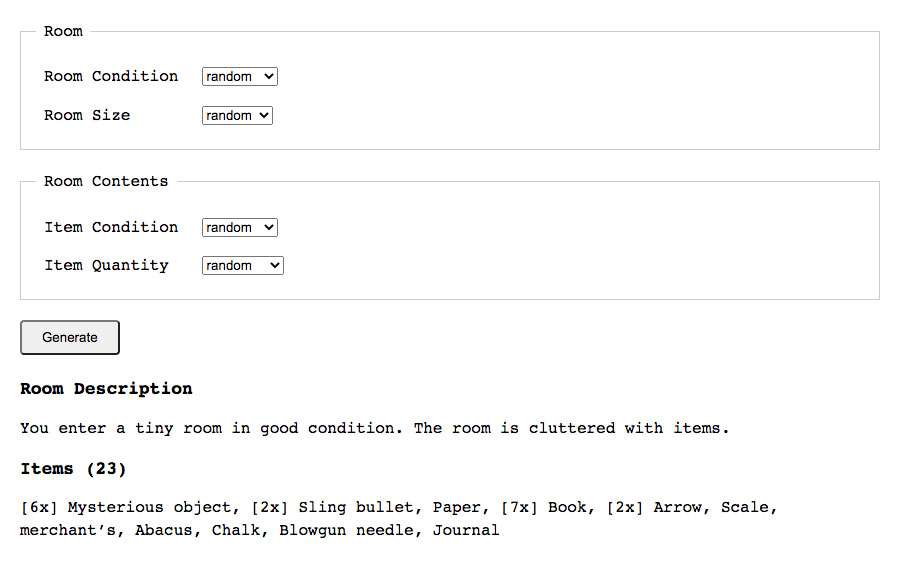 Room
Room Condition random
Room Size random
Room Contents
Item Condition random
Item Quantity random
Generate
Room Description
You enter a tiny room in good condition. The room is cluttered with items.
Items (23)
[6x] Mysterious object, [2x] Sling bullet, Paper, [7x] Book, [2x] Arrow, Scale,
merchant’s, Abacus, Chalk, Blowgun needle, Journal